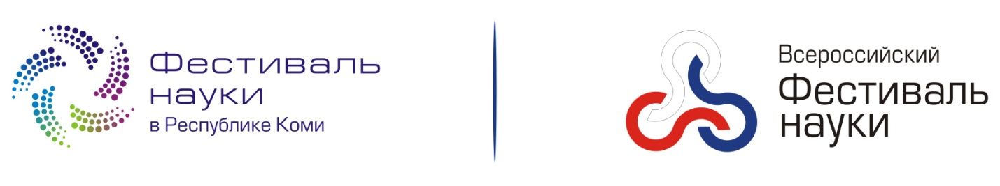 Фестиваль
науки
в Республике Коми
Всероссийский
Фестиваль
науки